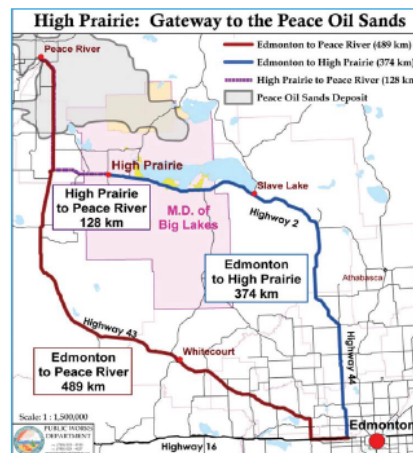 High Prairie: Gateway to the Peace Oil Sands
Edmonton to Peace River (489 km)
Edmonton to High Prairie (374 km)
High Prairie to Peace River (128 km)
Peace Oil Sands Deposit
Peace River
High Prairie
High Prairie
to Peace River
128 km
M.D. of
Big Lakes
Slave Lake
Highway 2
Edmonton
to High Prairie
374 km
Athabasca
Highway 43
Highway 44
Whitecourt
Edmonton
to Peace River
489 km
Scale: 1 : 1,500,000
PUBLIC WORKS
DEPARTMENT
Highway 16
Edmonton